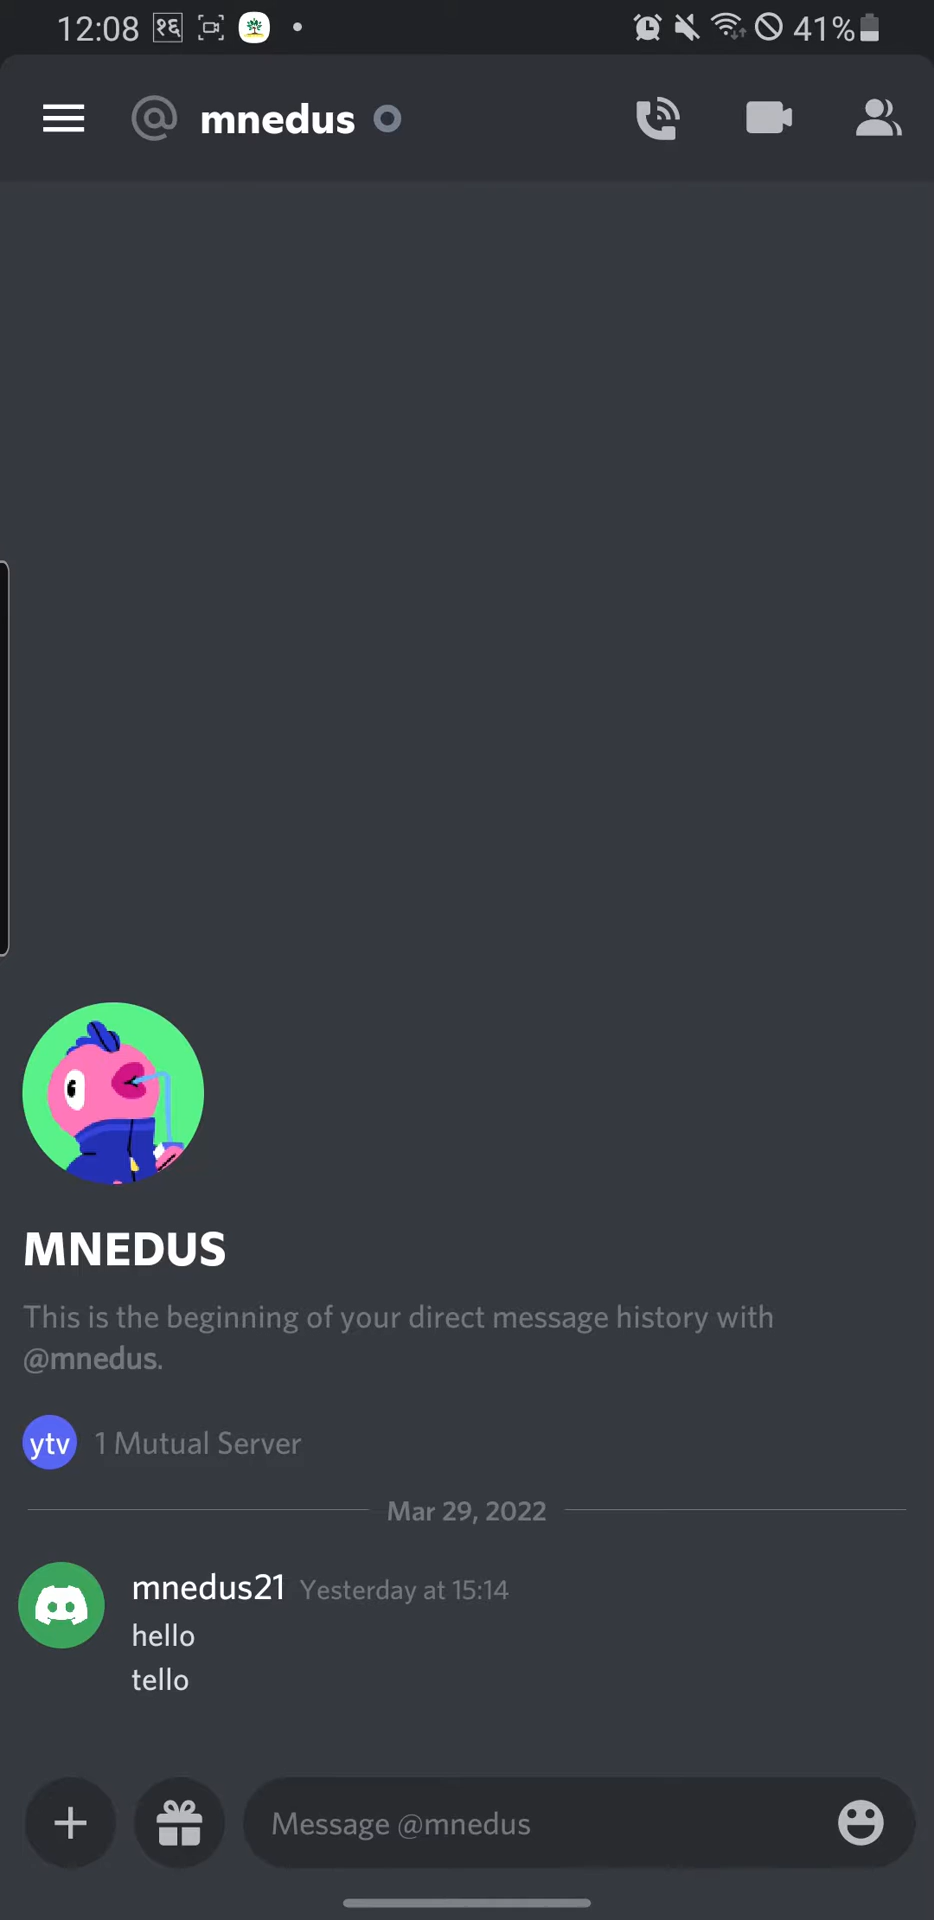 12:08 १६ 41%
mnedus
MNEDUS
This is the beginning of your direct message history with
@mnedus.
ytv 1 Mutual Server
Mar 29, 2022
mnedus21 Yesterday at 15:14
hello
tello
Message @mnedus